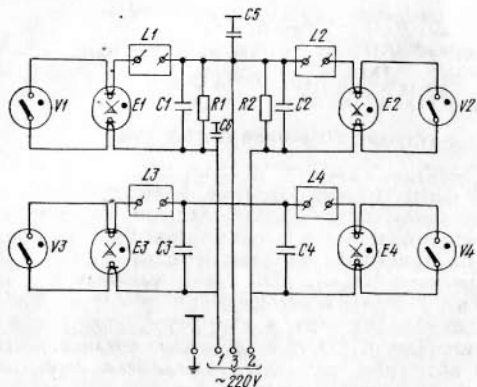 C5
L1 L2
V1 E1 C1 R1 R2 C2 E2 V2
C6
L3 L4
V3 E3 C3 C4 E4 V4
1 3 2
~220V